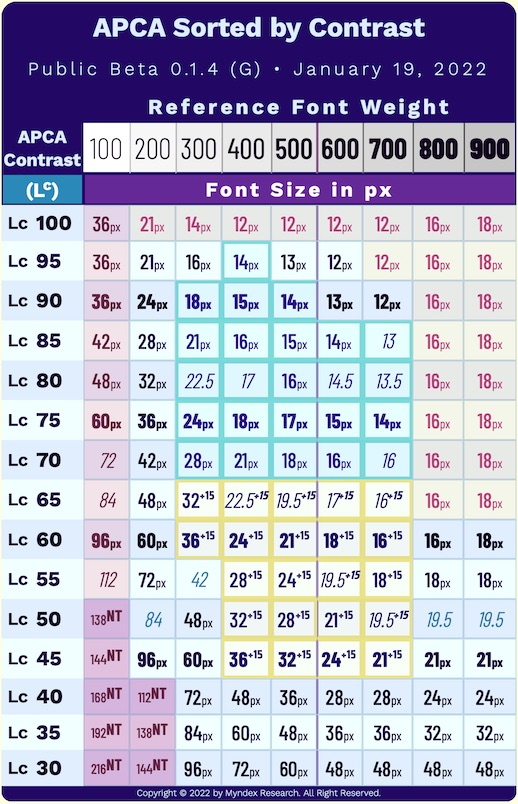 APCA Sorted by Contrast
Public Beta 0.1.4 (G) • January 19, 2022
Reference Font Weight
APCA Contrast 100 200 300 400 500 600 700 800 900
(Lᶜ) Font Size in px
Lc 100 36px 21px 14px 12px 12px 12px 12px 16px 18px
Lc 95 36px 21px 16px 14px 13px 12px 12px 16px 18px
Lc 90 36px 24px 18px 15px 14px 13px 12px 16px 18px
Lc 85 42px 28px 21px 16px 15px 14px 13 16px 18px
Lc 80 48px 32px 22.5 17 16px 14.5 13.5 16px 18px
Lc 75 60px 36px 24px 18px 17px 15px 14px 16px 18px
Lc 70 72 42px 28px 21px 18px 16px 16 16px 18px
Lc 65 84 48px 32+15 22.5+15 19.5+15 17+15 16+15 16px 18px
Lc 60 96px 60px 36+15 24+15 21+15 18+15 16+15 16px 18px
Lc 55 112 72px 42 28+15 24+15 19.5+15 18+15 18px 18px
Lc 50 138NT 84 48px 32+15 28+15 21+15 19.5+15 19.5 19.5
Lc 45 144NT 96px 60px 36+15 32+15 24+15 21+15 21px 21px
Lc 40 168NT 112NT 72px 48px 36px 28px 28px 24px 24px
Lc 35 192NT 138NT 84px 60px 48px 36px 36px 32px 32px
Lc 30 216NT 144NT 96px 72px 60px 48px 48px 48px 48px
Copyright © 2022 by Myndex Research. All Rights Reserved.